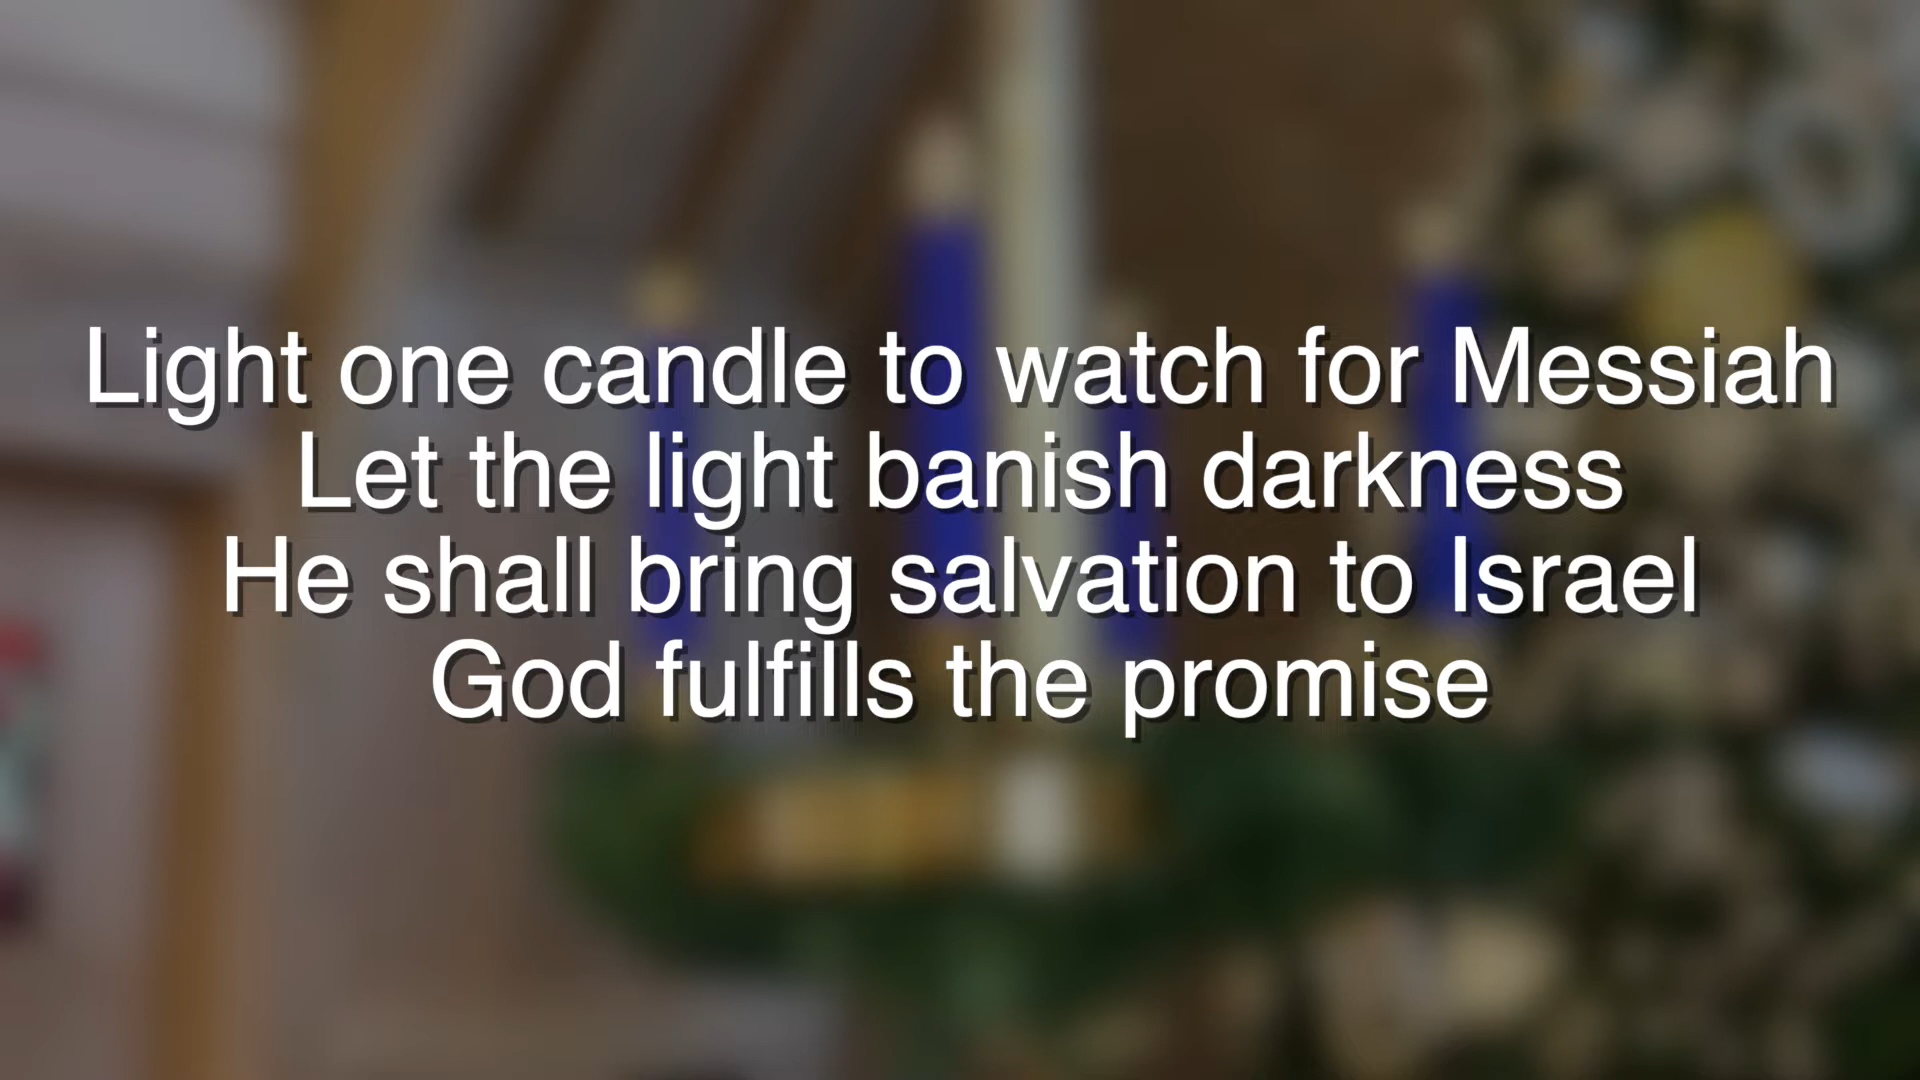 Light one candle to watch for Messiah
Let the light banish darkness
He shall bring salvation to Israel
God fulfills the promise